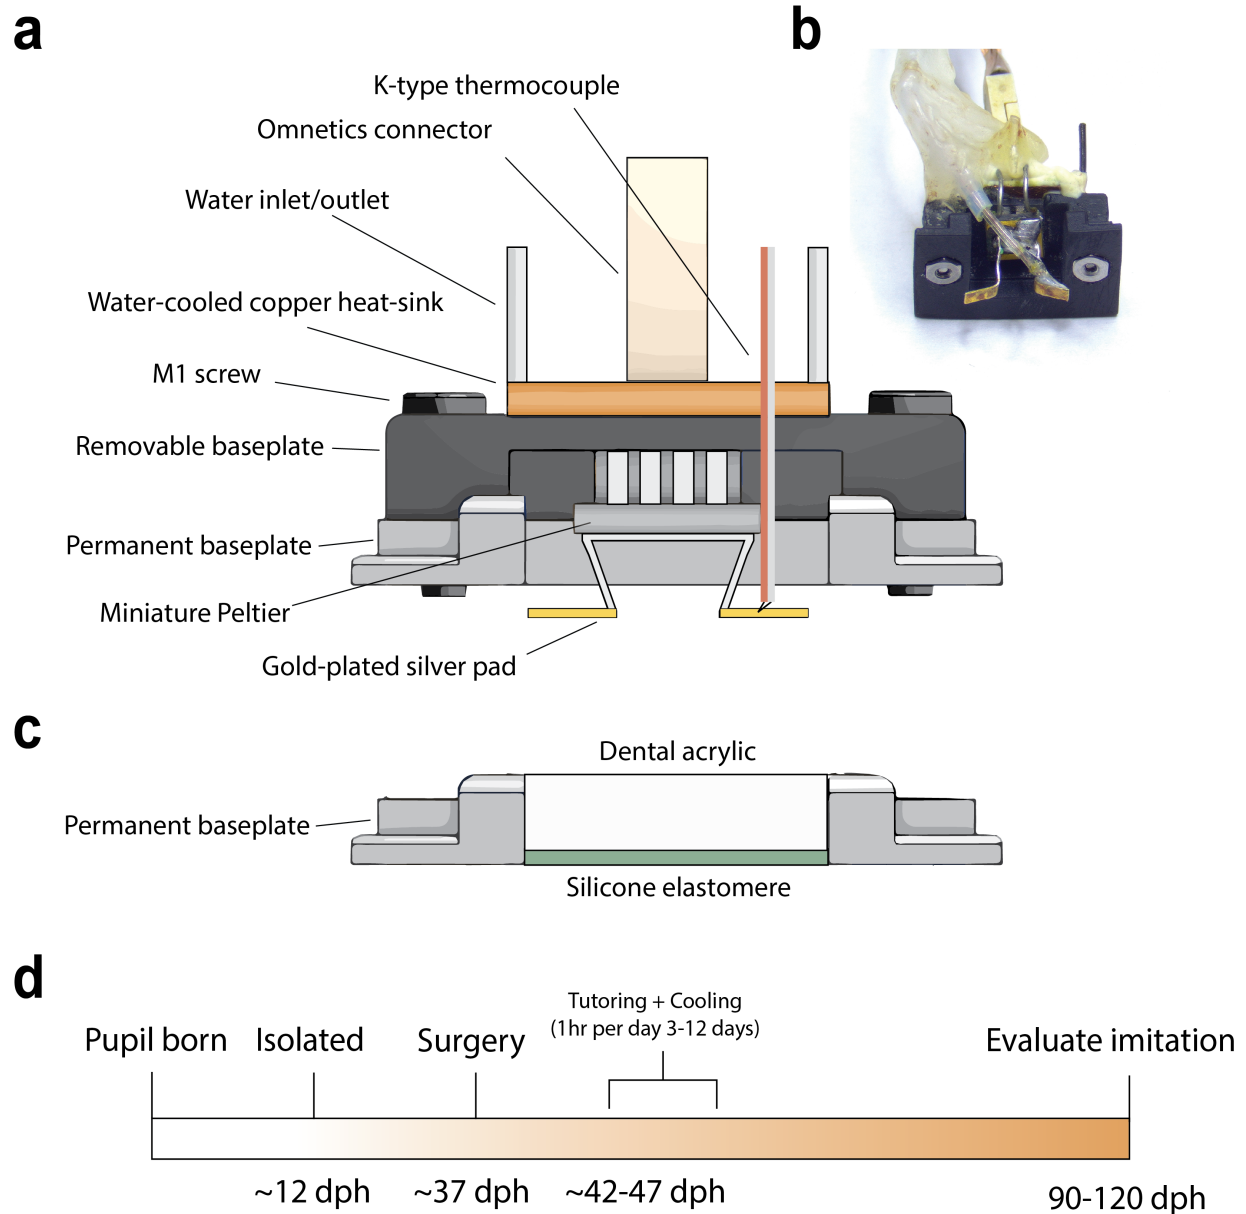 a
b
K-type thermocouple
Omnetics connector
Water inlet/outlet
Water-cooled copper heat-sink
M1 screw
Removable baseplate
Permanent baseplate
Miniature Peltier
Gold-plated silver pad
c
Dental acrylic
Permanent baseplate
Silicone elastomere
d
Tutoring + Cooling
(1hr per day 3-12 days)
Pupil born Isolated Surgery Evaluate imitation
~12 dph ~37 dph ~42-47 dph 90-120 dph